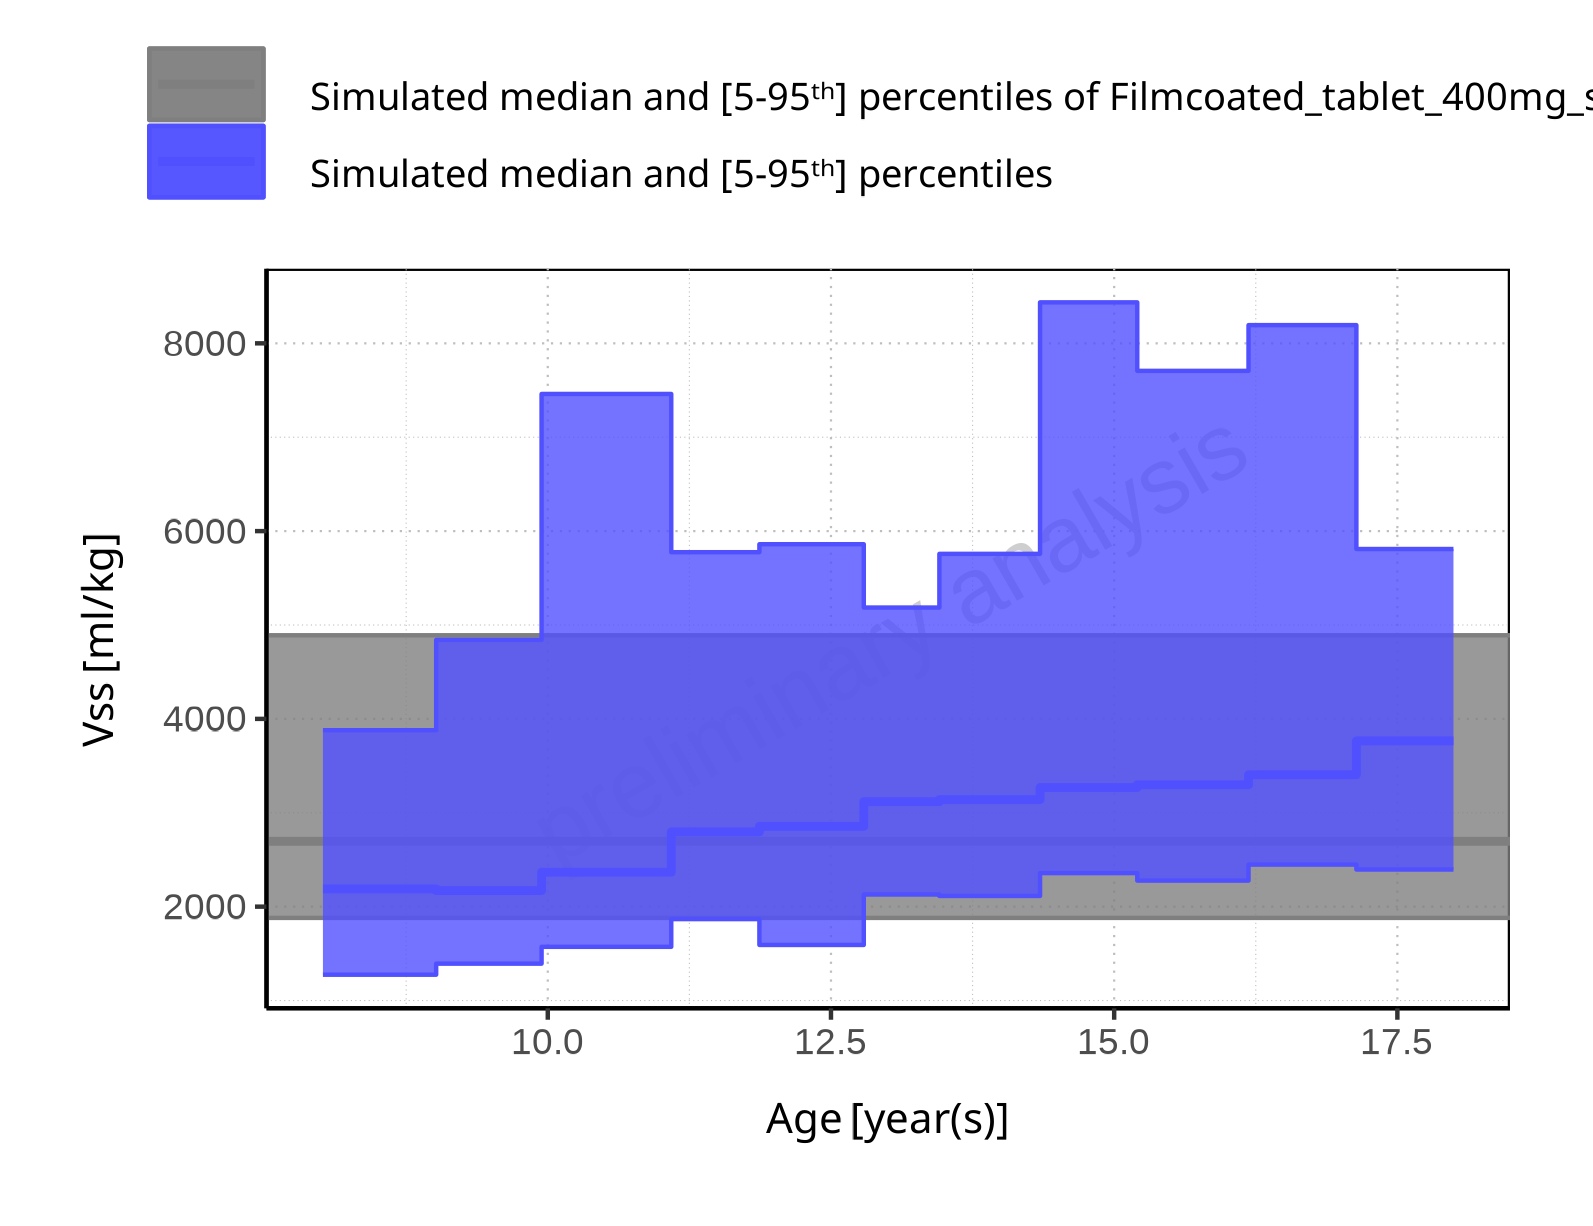 Simulated median and [5-95ᵗʰ] percentiles of Filmcoated_tablet_400mg_s
Simulated median and [5-95ᵗʰ] percentiles
8000
6000
4000
2000
Vss [ml/kg]
preliminary analysis
10.0 12.5 15.0 17.5
Age [year(s)]